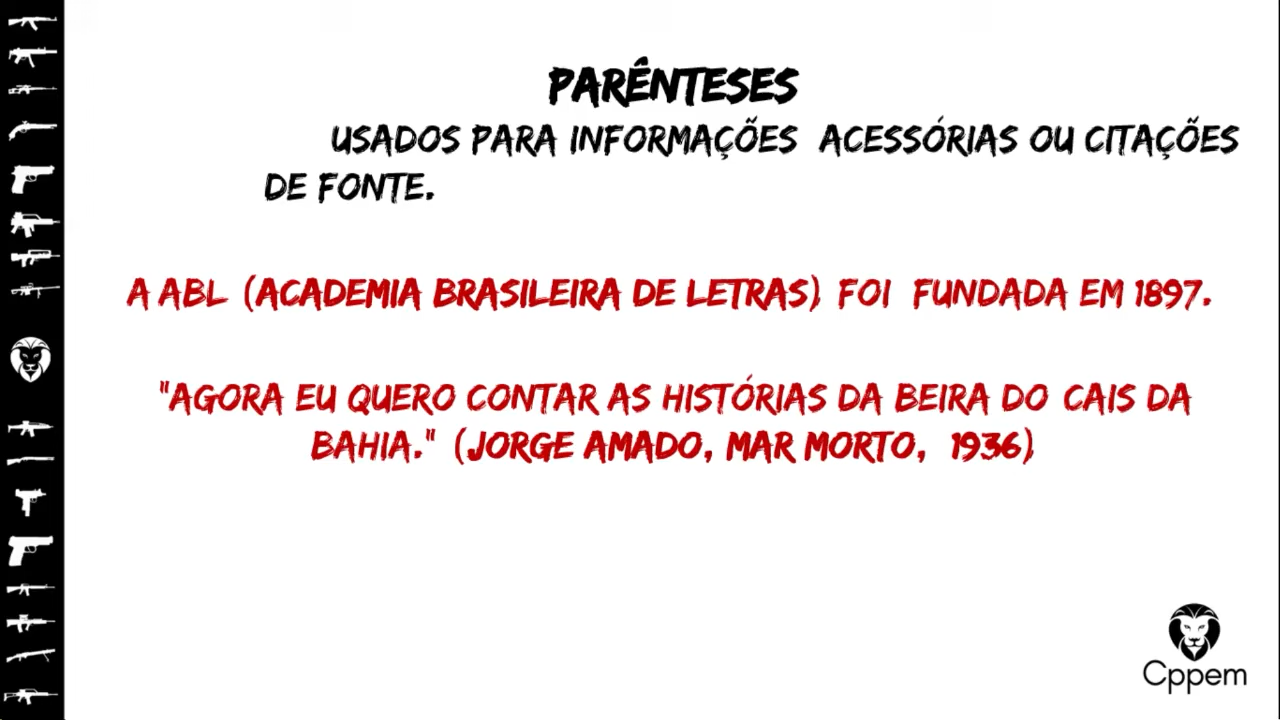 PARÊNTESES
USADOS PARA INFORMAÇÕES ACESSÓRIAS OU CITAÇÕES
DE FONTE.
A ABL (ACADEMIA BRASILEIRA DE LETRAS) FOI FUNDADA EM 1897.
"AGORA EU QUERO CONTAR AS HISTÓRIAS DA BEIRA DO CAIS DA
BAHIA." (JORGE AMADO, MAR MORTO, 1936)
Cppem